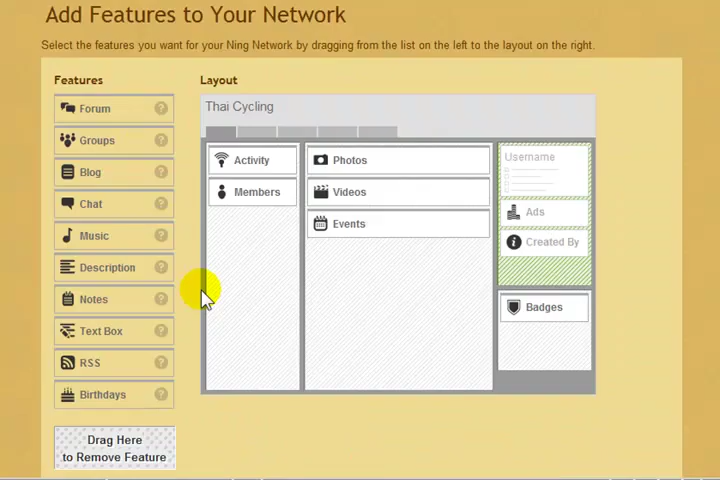 Add Features to Your Network
Select the features you want for your Ning Network by dragging from the list on the left to the layout on the right.
Features
Forum ?
Groups ?
Blog ?
Chat ?
Music ?
Description ?
Notes ?
Text Box ?
RSS ?
Birthdays ?
Drag Here
to Remove Feature
Layout
Thai Cycling
Activity
Members
Photos
Videos
Events
Username
Ads
Created By
Badges